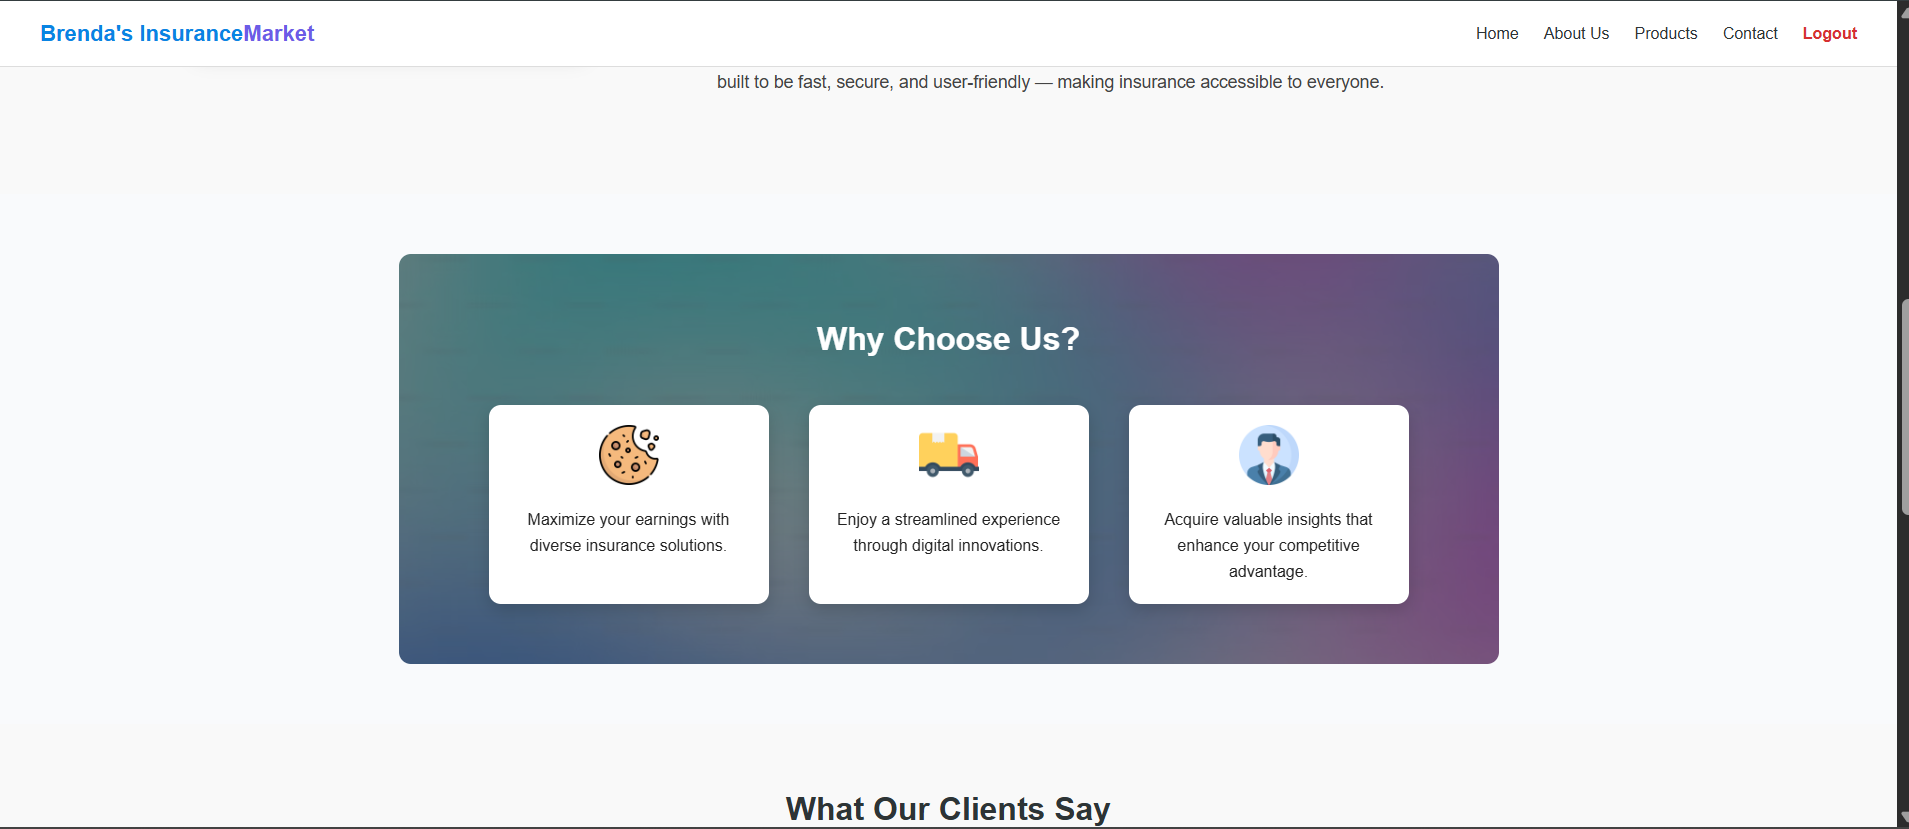 Brenda's InsuranceMarket
Home About Us Products Contact Logout
built to be fast, secure, and user-friendly — making insurance accessible to everyone.
Why Choose Us?
Maximize your earnings with
diverse insurance solutions.
Enjoy a streamlined experience
through digital innovations.
Acquire valuable insights that
enhance your competitive
advantage.
What Our Clients Say